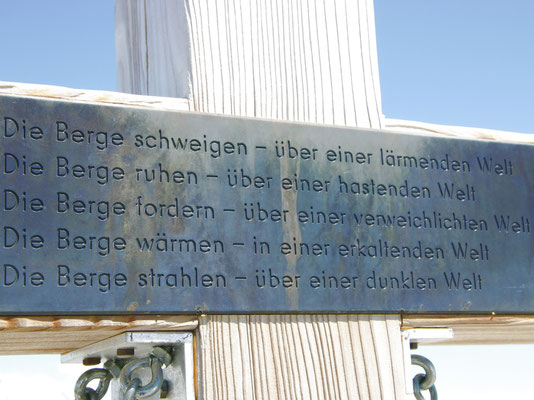 Die Berge schweigen – über einer lärmenden Welt
Die Berge ruhen – über einer hastenden Welt
Die Berge fordern – über einer verweichlichten Welt
Die Berge wärmen – in einer erkaltenden Welt
Die Berge strahlen – über einer dunklen Welt